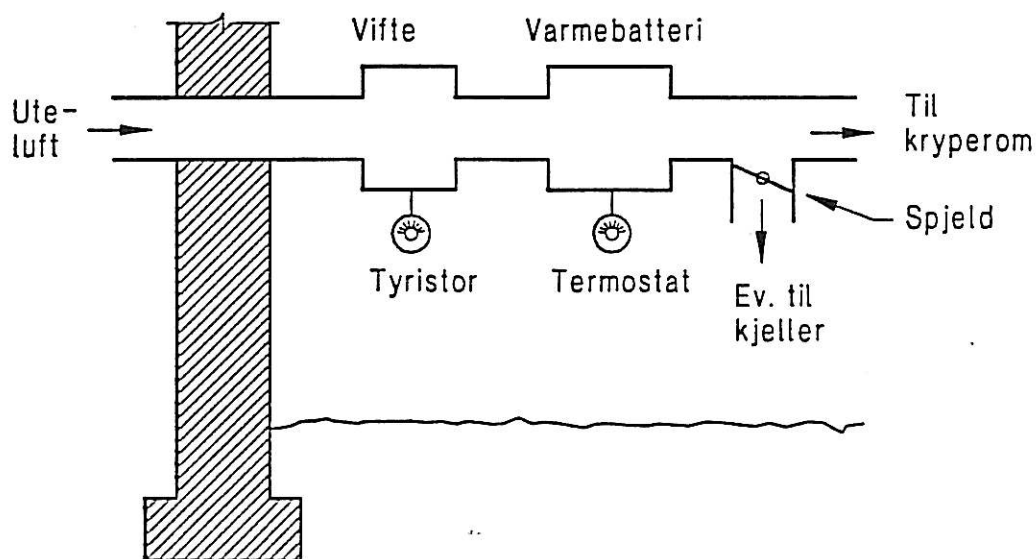 Vifte
Varmebatteri
Ute-
luft
Til
kryperom
Spjeld
Tyristor
Termostat
Ev. til
kjeller